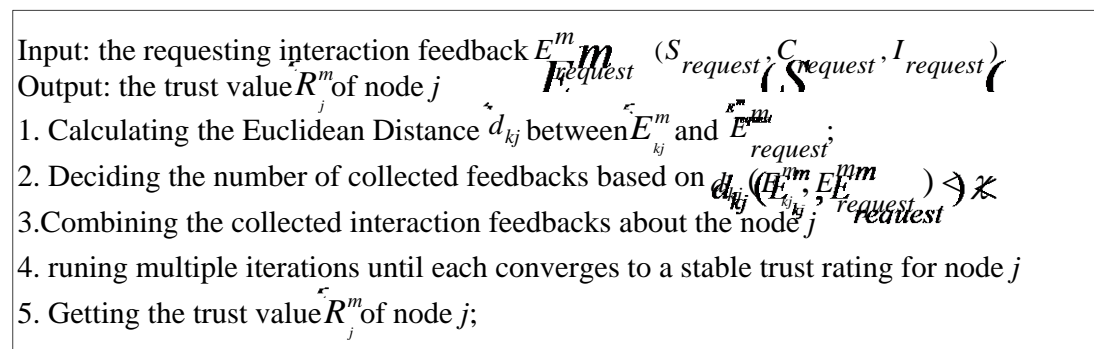 Input: the requesting interaction feedback E^m_request (S_request, C_request, I_request)
Output: the trust value R^m_j of node j
1. Calculating the Euclidean Distance d_kj between E^m_kj and E^m_request;
2. Deciding the number of collected feedbacks based on d_kj (E^m_kj, E^m_request) <
3.Combining the collected interaction feedbacks about the node j
4. runing multiple iterations until each converges to a stable trust rating for node j
5. Getting the trust value R^m_j of node j;